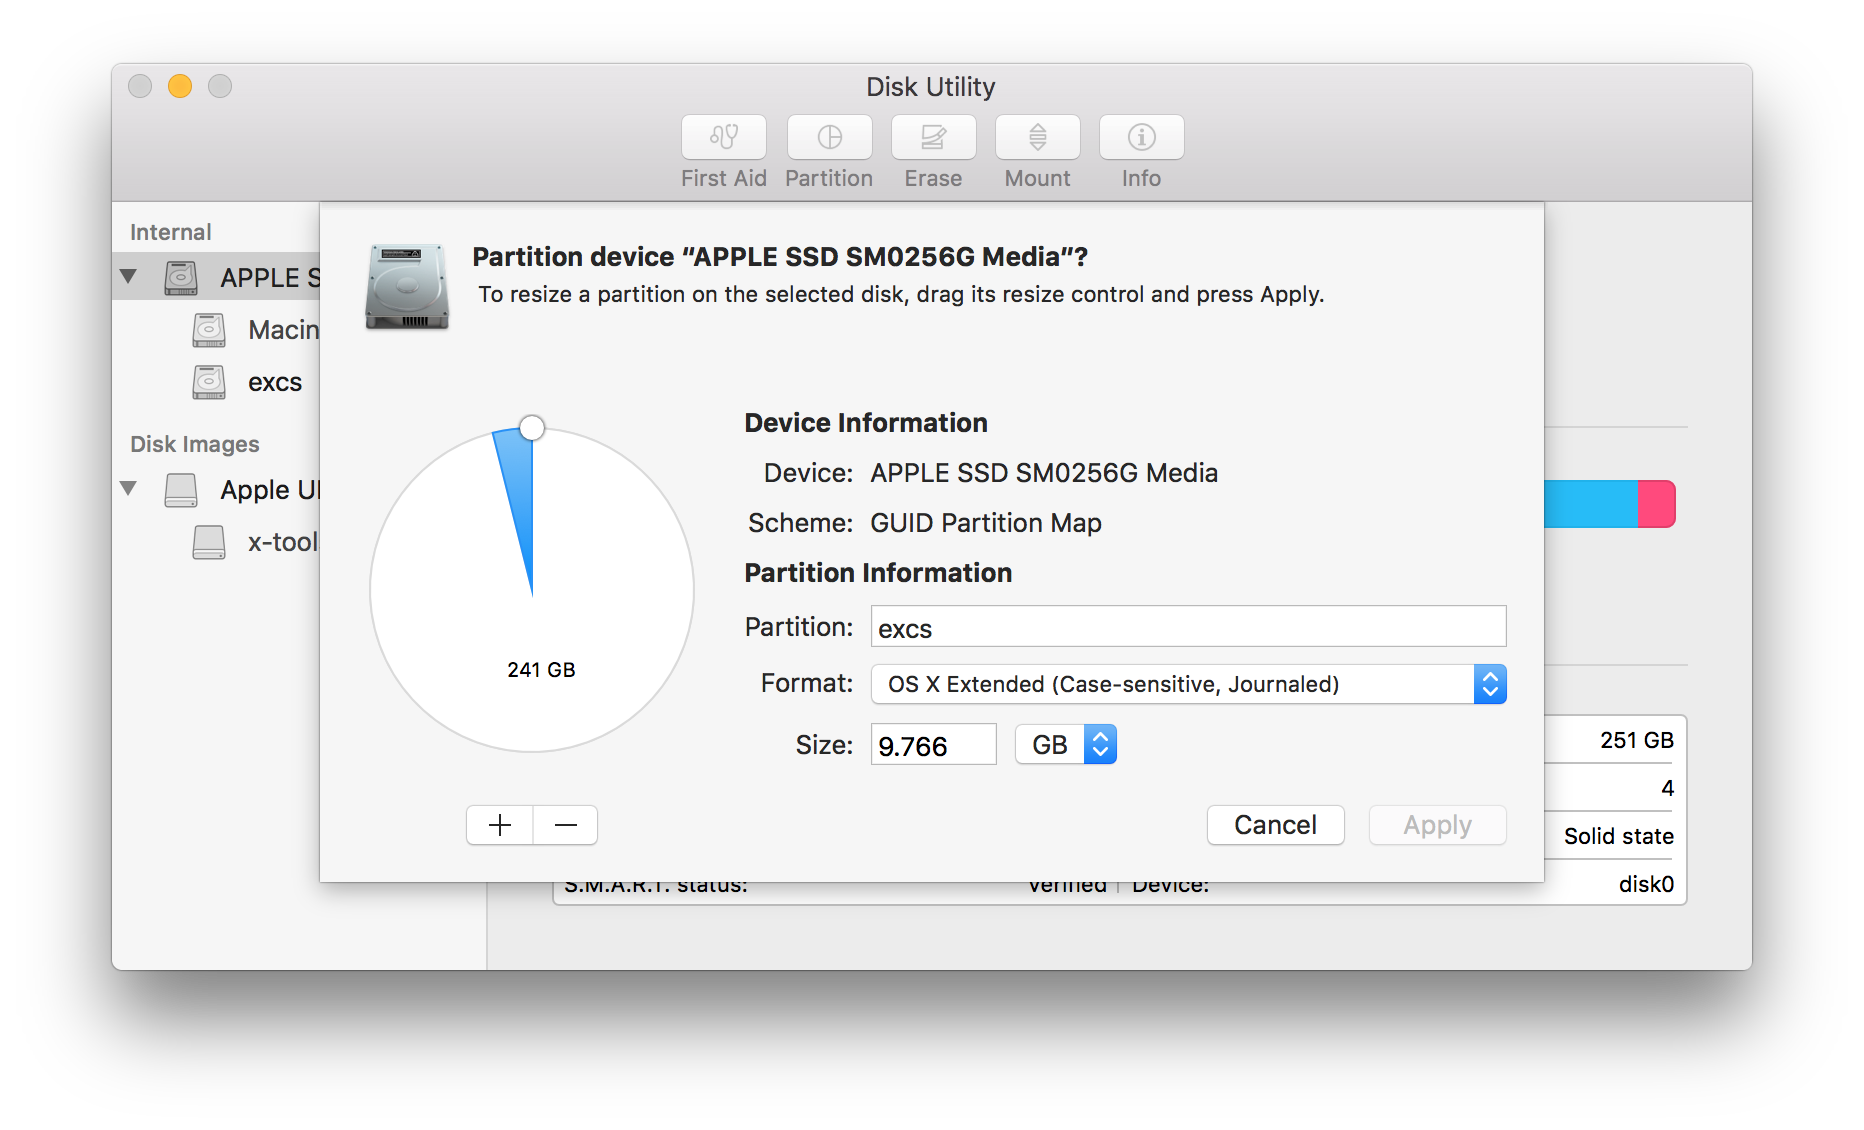 Disk Utility
First Aid Partition Erase Mount Info
Internal
APPLE S
Macin
excs
Disk Images
Apple
x-tool
Partition device “APPLE SSD SM0256G Media”?
To resize a partition on the selected disk, drag its resize control and press Apply.
241 GB
Device Information
Device: APPLE SSD SM0256G Media
Scheme: GUID Partition Map
Partition Information
Partition: excs
Format: OS X Extended (Case-sensitive, Journaled)
Size: 9.766 GB
Cancel Apply
251 GB
4
Solid state
S.M.A.R.T. status: Verified Device: disk0